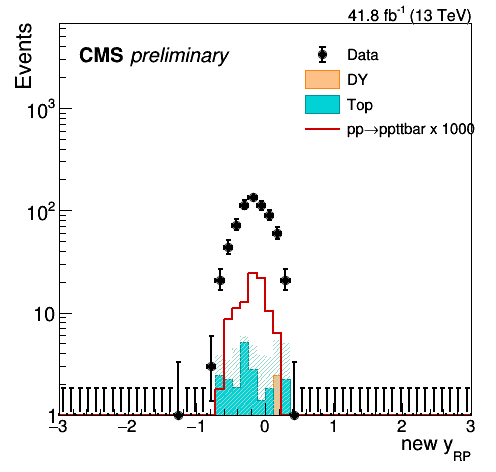 41.8 fb⁻¹ (13 TeV)
Events
CMS preliminary
Data
DY
Top
pp→ppttbar x 1000
10³
10²
10
1
−3 −2 −1 0 1 2 3
new y_RP